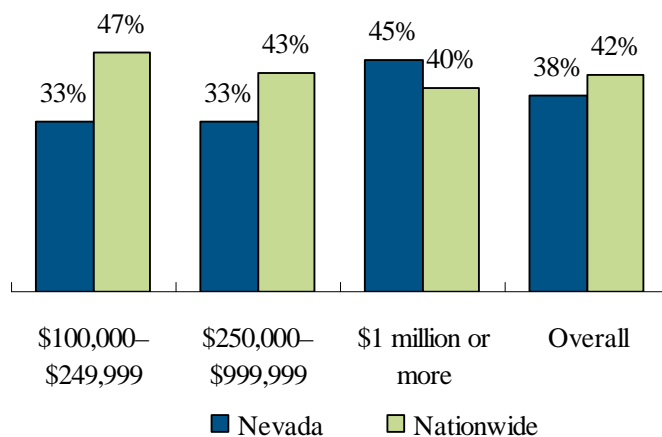 47%
33%
43%
33%
45%
40%
38%
42%
$100,000–
$249,999
$250,000–
$999,999
$1 million or
more
Overall
Nevada
Nationwide